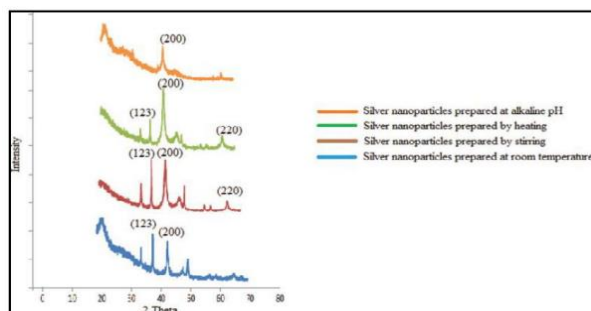 (200)
(200)
(123)
(220)
(123) (200)
(220)
(123)
(200)
Intensity
0 10 20 30 40 50 60 70 80
2 Theta
Silver nanoparticles prepared at alkaline pH
Silver nanoparticles prepared by heating
Silver nanoparticles prepared by stirring
Silver nanoparticles prepared at room temperature